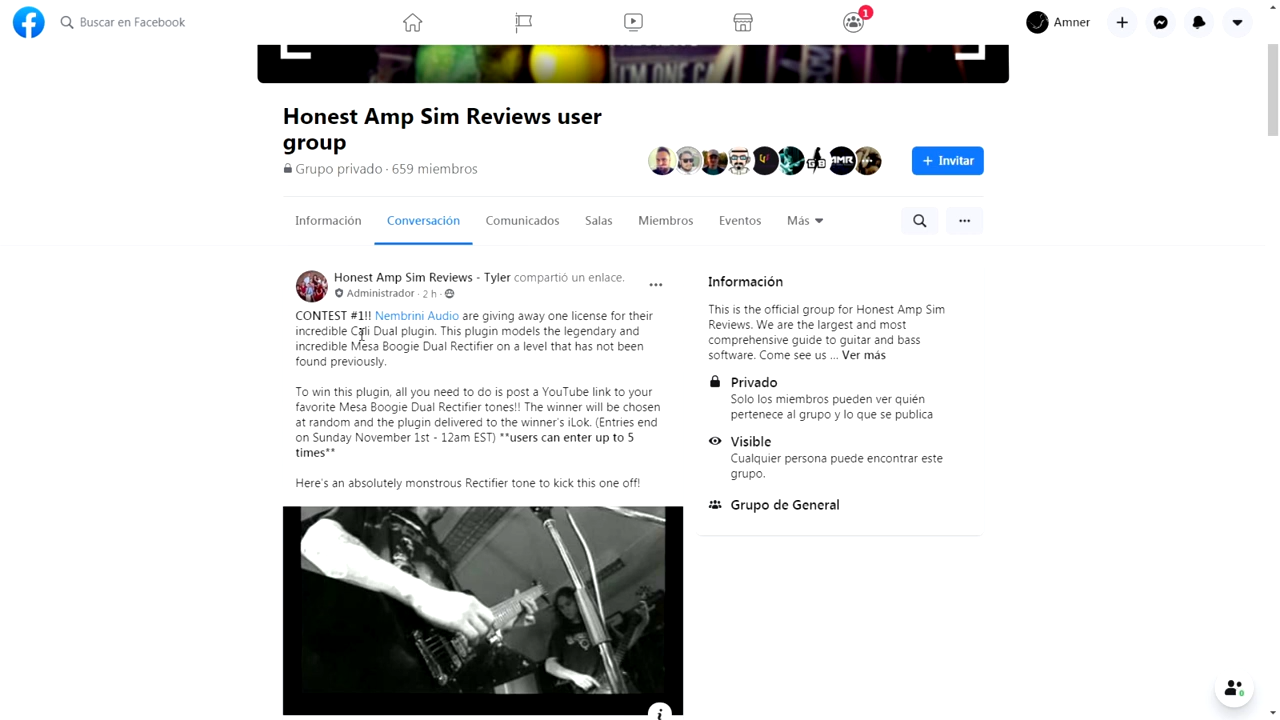 Buscar en Facebook
1
Amner
I'M ONE CA
Honest Amp Sim Reviews user
group
Grupo privado · 659 miembros
AMR
Invitar
Información
Conversación
Comunicados
Salas
Miembros
Eventos
Más
Honest Amp Sim Reviews - Tyler compartió un enlace.
Administrador · 2 h ·
CONTEST #1!! Nembrini Audio are giving away one license for their
incredible Cali Dual plugin. This plugin models the legendary and
incredible Mesa Boogie Dual Rectifier on a level that has not been
found previously.
To win this plugin, all you need to do is post a YouTube link to your
favorite Mesa Boogie Dual Rectifier tones!! The winner will be chosen
at random and the plugin delivered to the winner's iLok. (Entries end
on Sunday November 1st - 12am EST) **users can enter up to 5
times**
Here's an absolutely monstrous Rectifier tone to kick this one off!
Información
This is the official group for Honest Amp Sim
Reviews. We are the largest and most
comprehensive guide to guitar and bass
software. Come see us ... Ver más
Privado
Solo los miembros pueden ver quién
pertenece al grupo y lo que se publica
Visible
Cualquier persona puede encontrar este
grupo.
Grupo de General
0